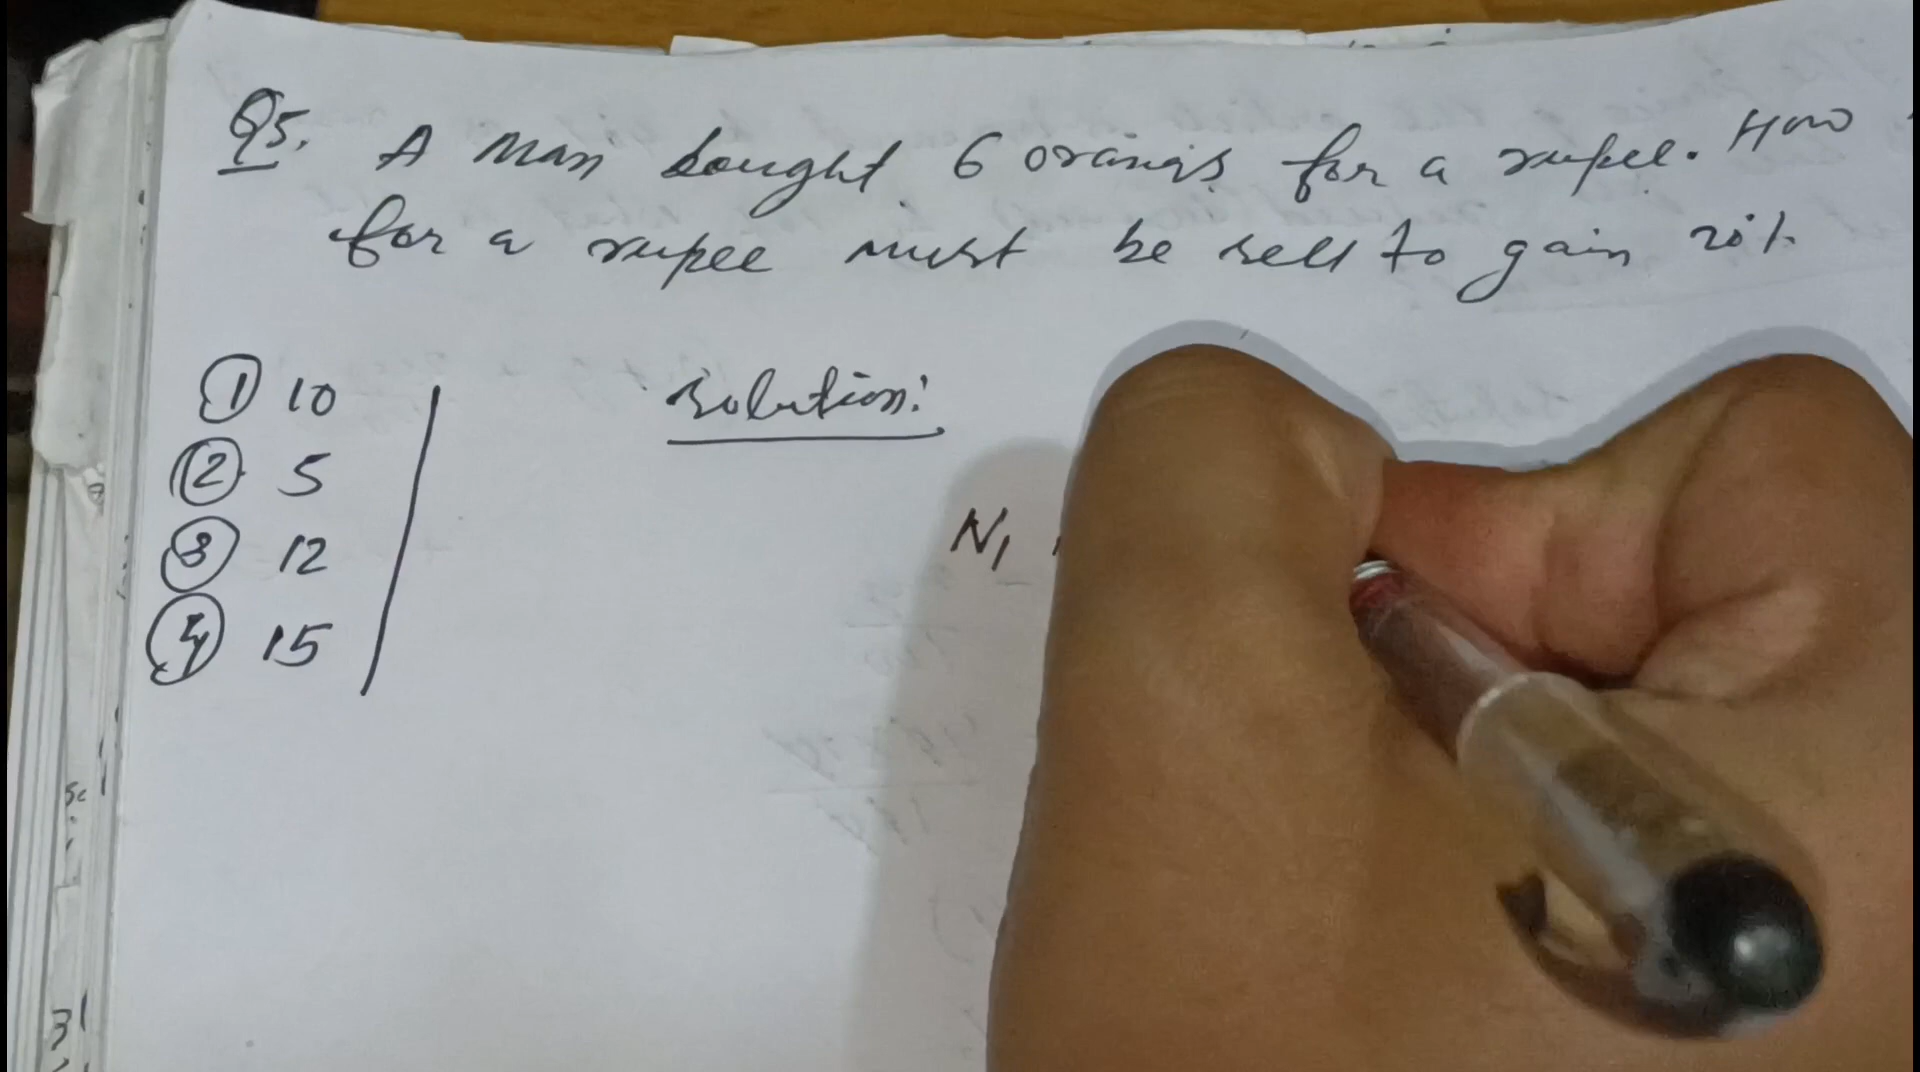 Q5. A man bought 6 oranges for a rupee. How
for a rupee must be sell to gain 20%
① 10
② 5
③ 12
④ 15
Solution:
N1